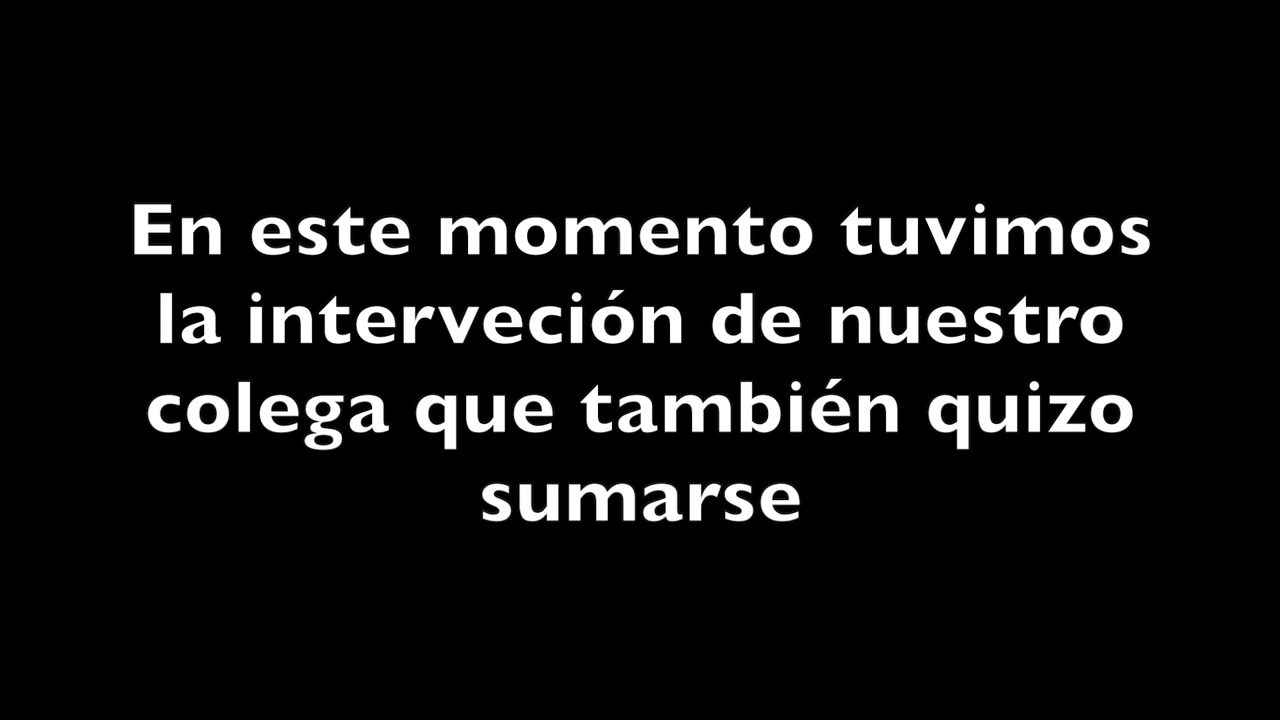 En este momento tuvimos
la interveción de nuestro
colega que también quizo
sumarse